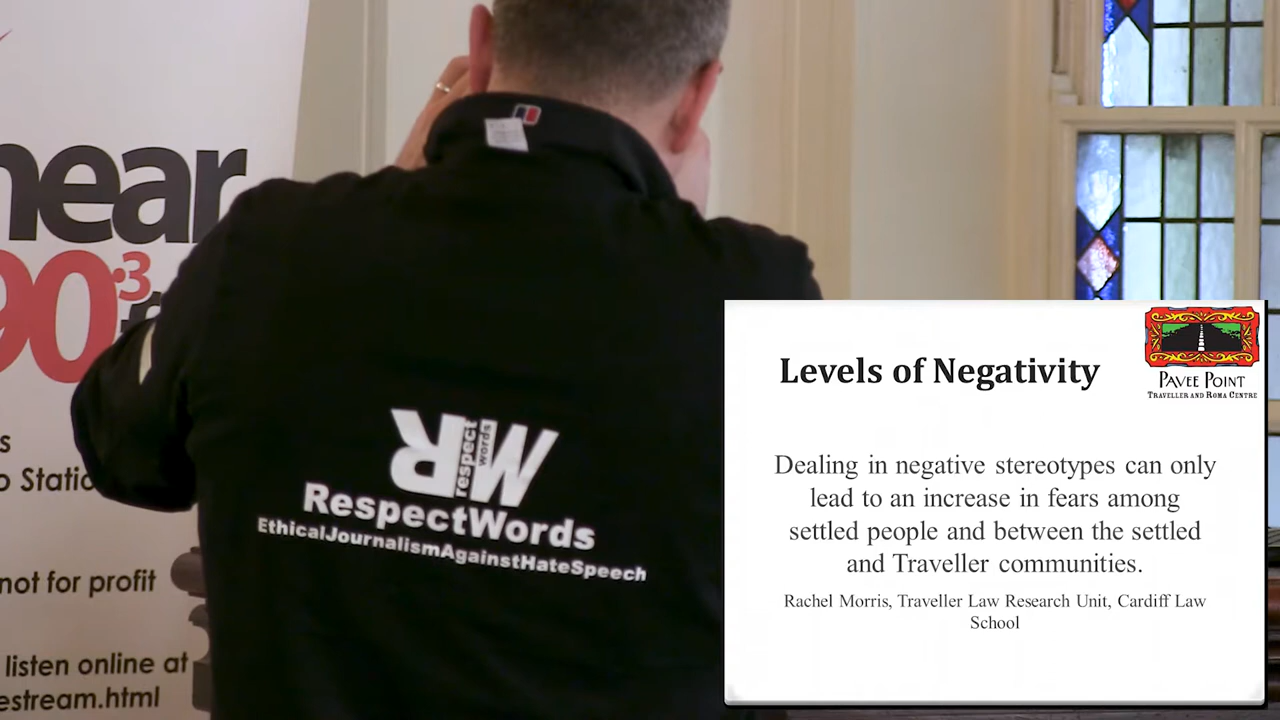 near
90.3
s
o Static
not for profit
listen online at
estream.html
RW
respect
words
RespectWords
EthicalJournalismAgainstHateSpeech
Levels of Negativity
PAVEE POINT
TRAVELLER AND ROMA CENTRE
Dealing in negative stereotypes can only
lead to an increase in fears among
settled people and between the settled
and Traveller communities.
Rachel Morris, Traveller Law Research Unit, Cardiff Law
School